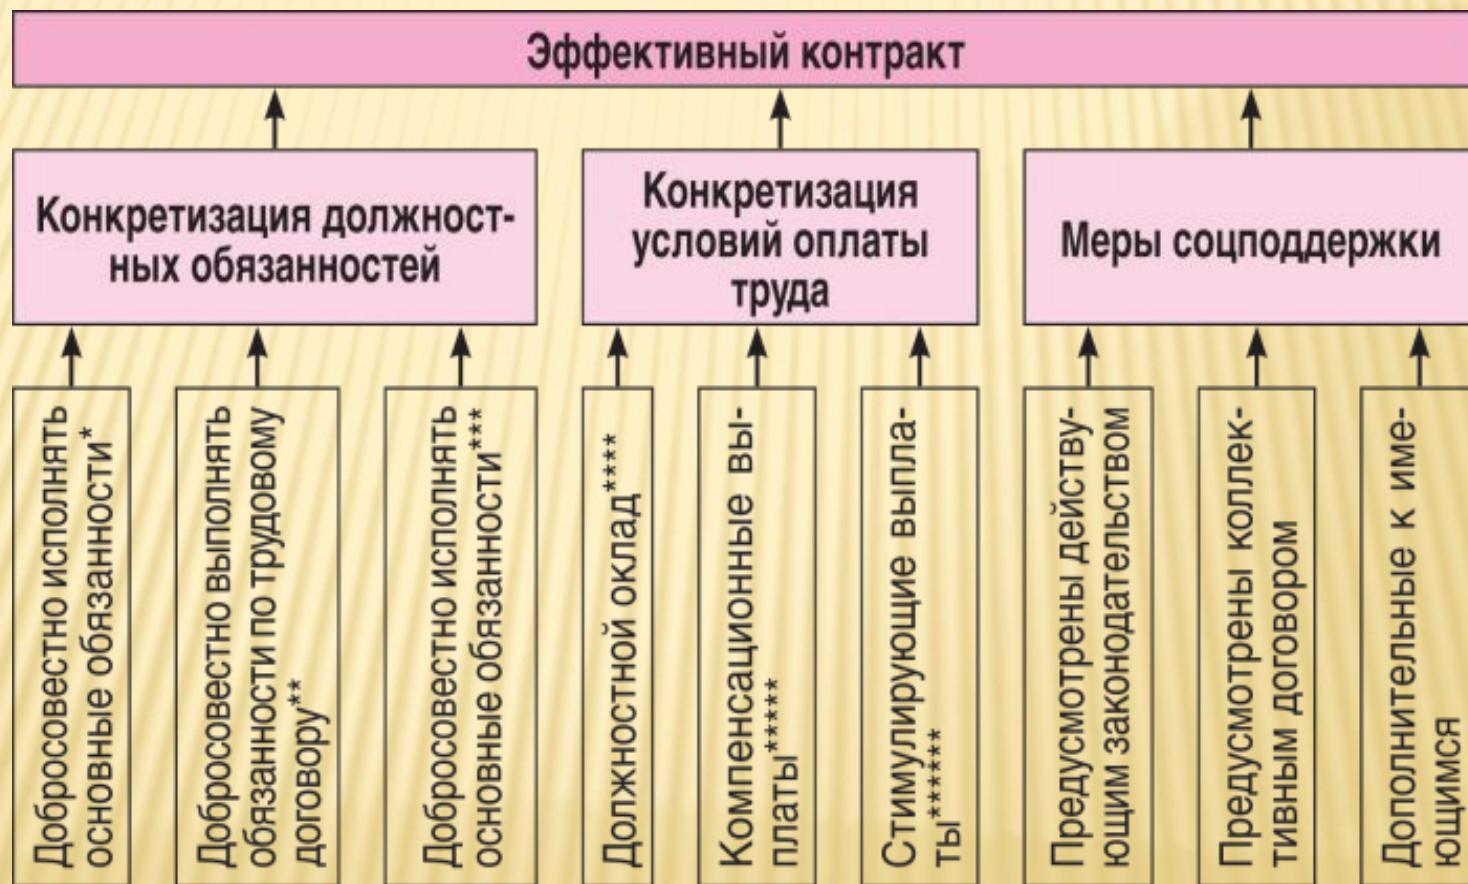 Эффективный контракт
Конкретизация должност-
ных обязанностей
Конкретизация
условий оплаты
труда
Меры соцподдержки
Добросовестно исполнять
основные обязанности*
Добросовестно выполнять
обязанности по трудовому
договору**
Добросовестно исполнять
основные обязанности***
Должностной оклад****
Компенсационные вы-
платы*****
Стимулирующие выпла-
ты*******
Предусмотрены действу-
ющим законодательством
Предусмотрены коллек-
тивным договором
Дополнительные к име-
ющимся